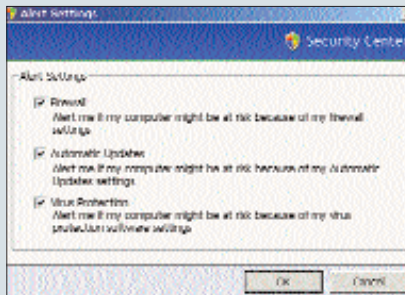 Alert Settings
Security Center
Alert Settings
Firewall
Alert me if my computer might be at risk because of my firewall
settings
Automatic Updates
Alert me if my computer might be at risk because of my Automatic
Updates settings
Virus Protection
Alert me if my computer might be at risk because of my virus
protection software settings
OK
Cancel